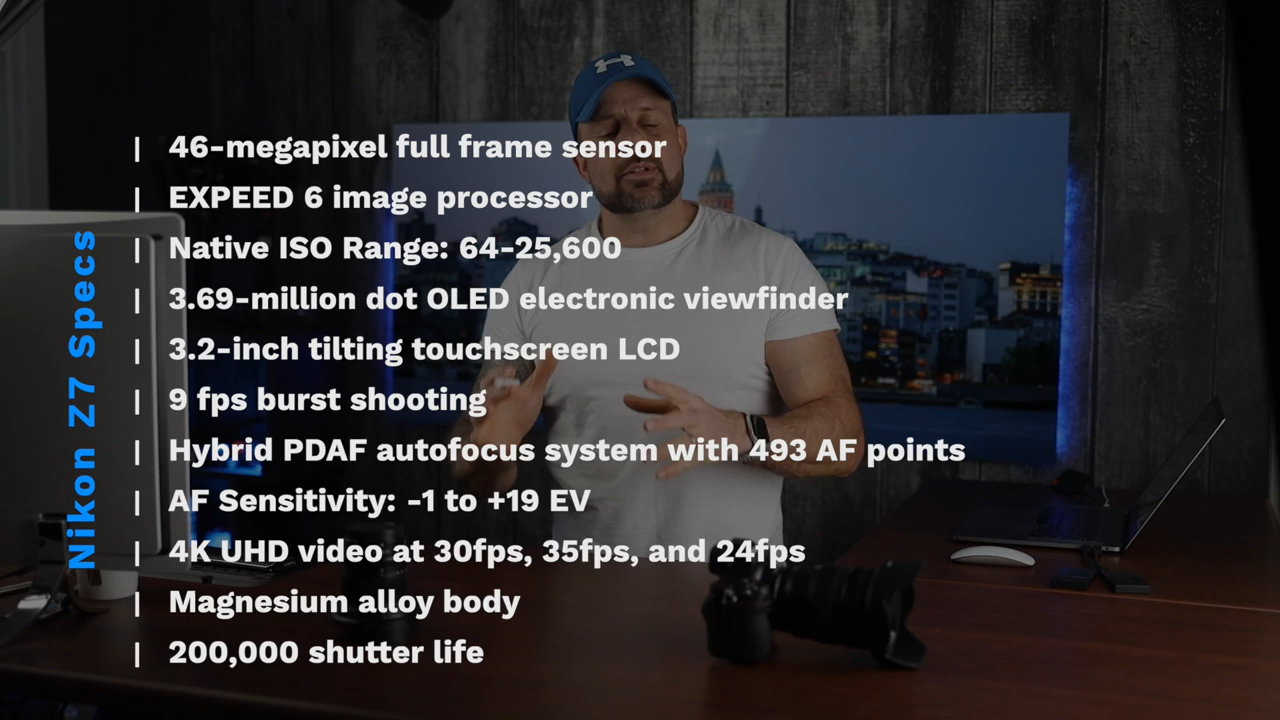 Nikon Z7 Specs
| 46-megapixel full frame sensor
| EXPEED 6 image processor
| Native ISO Range: 64-25,600
| 3.69-million dot OLED electronic viewfinder
| 3.2-inch tilting touchscreen LCD
| 9 fps burst shooting
| Hybrid PDAF autofocus system with 493 AF points
| AF Sensitivity: -1 to +19 EV
| 4K UHD video at 30fps, 35fps, and 24fps
| Magnesium alloy body
| 200,000 shutter life